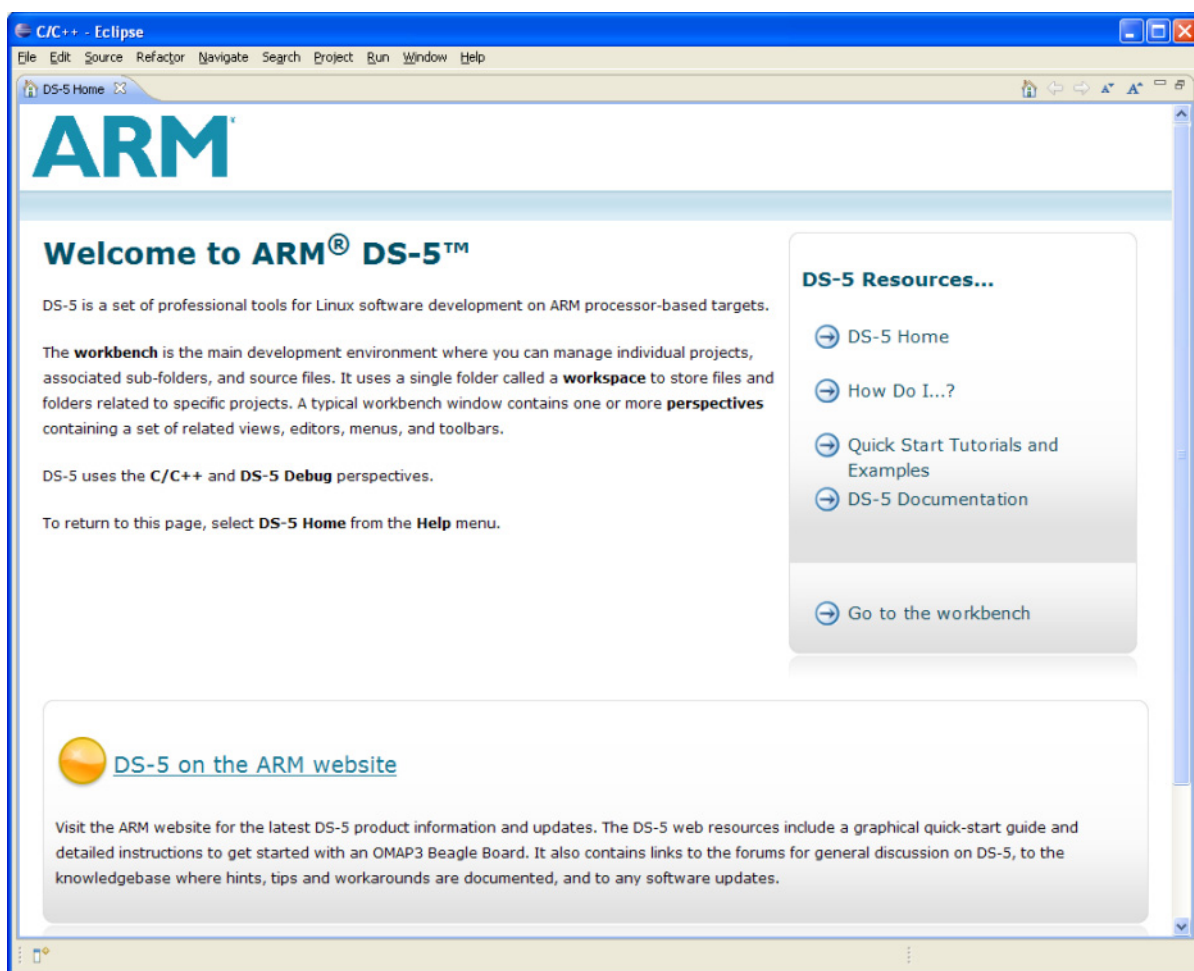 C/C++ - Eclipse
File Edit Source Refactor Navigate Search Project Run Window Help
DS-5 Home
ARM
Welcome to ARM® DS-5™
DS-5 is a set of professional tools for Linux software development on ARM processor-based targets.
The workbench is the main development environment where you can manage individual projects,
associated sub-folders, and source files. It uses a single folder called a workspace to store files and
folders related to specific projects. A typical workbench window contains one or more perspectives
containing a set of related views, editors, menus, and toolbars.
DS-5 uses the C/C++ and DS-5 Debug perspectives.
To return to this page, select DS-5 Home from the Help menu.
DS-5 Resources...
DS-5 Home
How Do I...?
Quick Start Tutorials and
Examples
DS-5 Documentation
Go to the workbench
DS-5 on the ARM website
Visit the ARM website for the latest DS-5 product information and updates. The DS-5 web resources include a graphical quick-start guide and
detailed instructions to get started with an OMAP3 Beagle Board. It also contains links to the forums for general discussion on DS-5, to the
knowledgebase where hints, tips and workarounds are documented, and to any software updates.